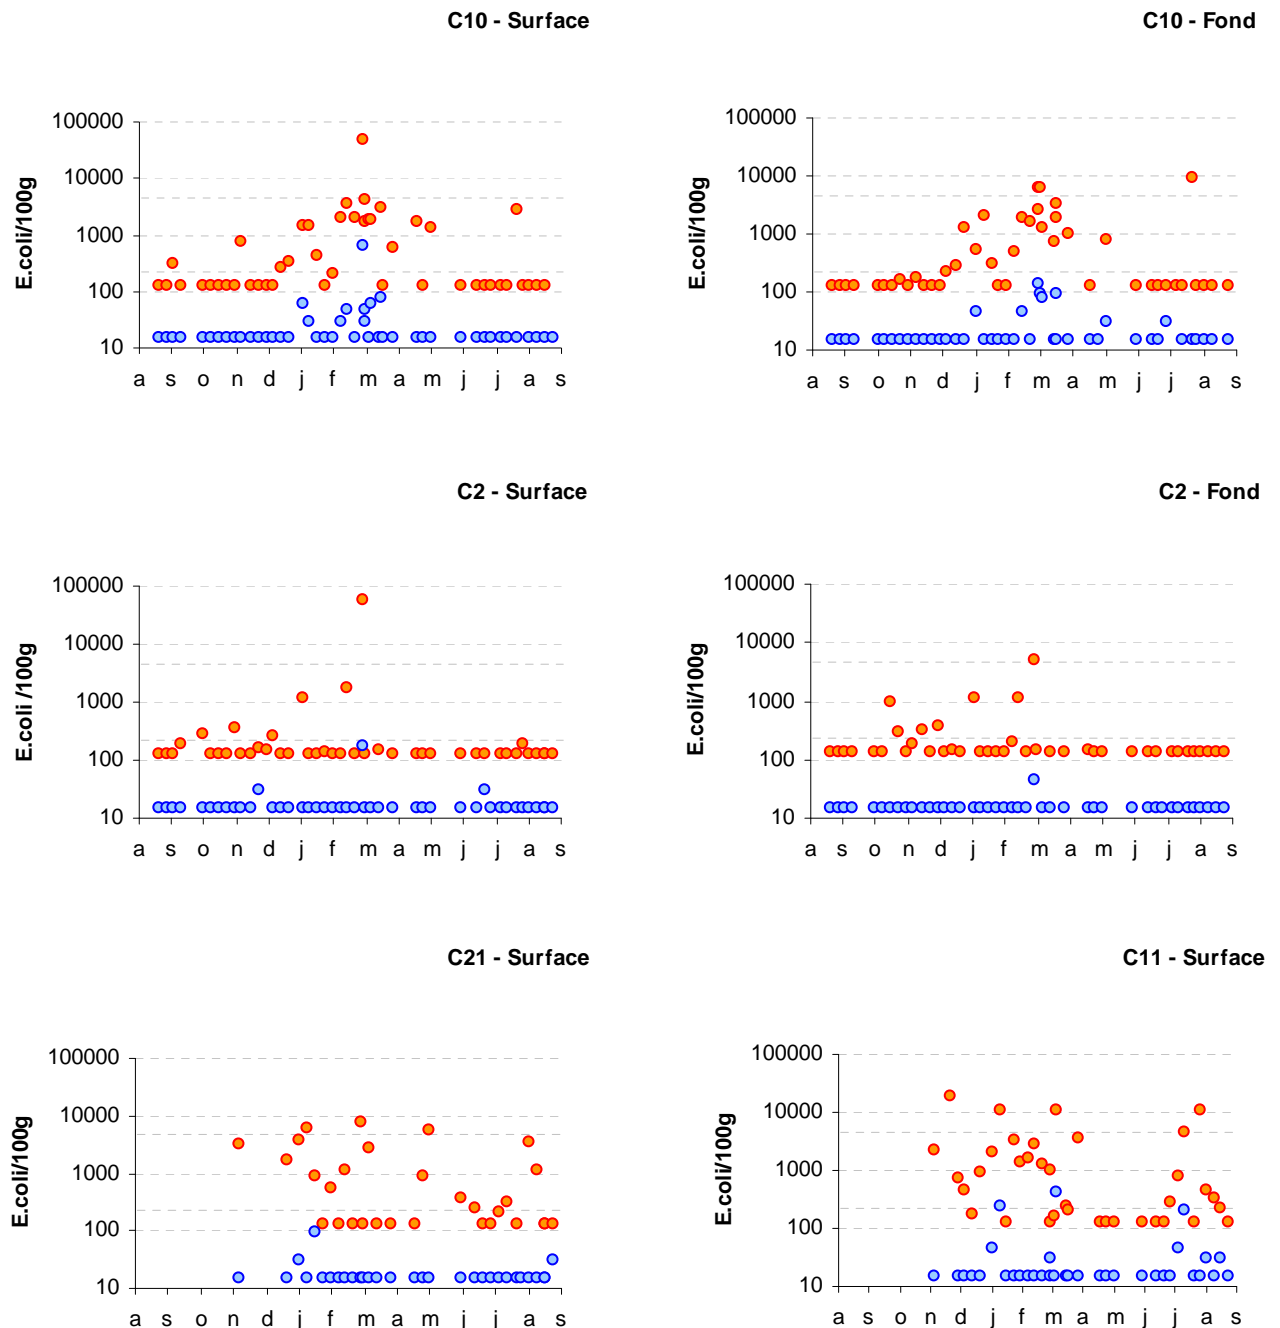 C10 - Surface
E.coli/100g
100000
10000
1000
100
10
a s o n d j f m a m j j a s
C10 - Fond
E.coli/100g
100000
10000
1000
100
10
a s o n d j f m a m j j a s
C2 - Surface
E.coli /100g
100000
10000
1000
100
10
a s o n d j f m a m j j a s
C2 - Fond
E.coli/100g
100000
10000
1000
100
10
a s o n d j f m a m j j a s
C21 - Surface
E.coli/100g
100000
10000
1000
100
10
a s o n d j f m a m j j a s
C11 - Surface
E.coli/100g
100000
10000
1000
100
10
a s o n d j f m a m j j a s